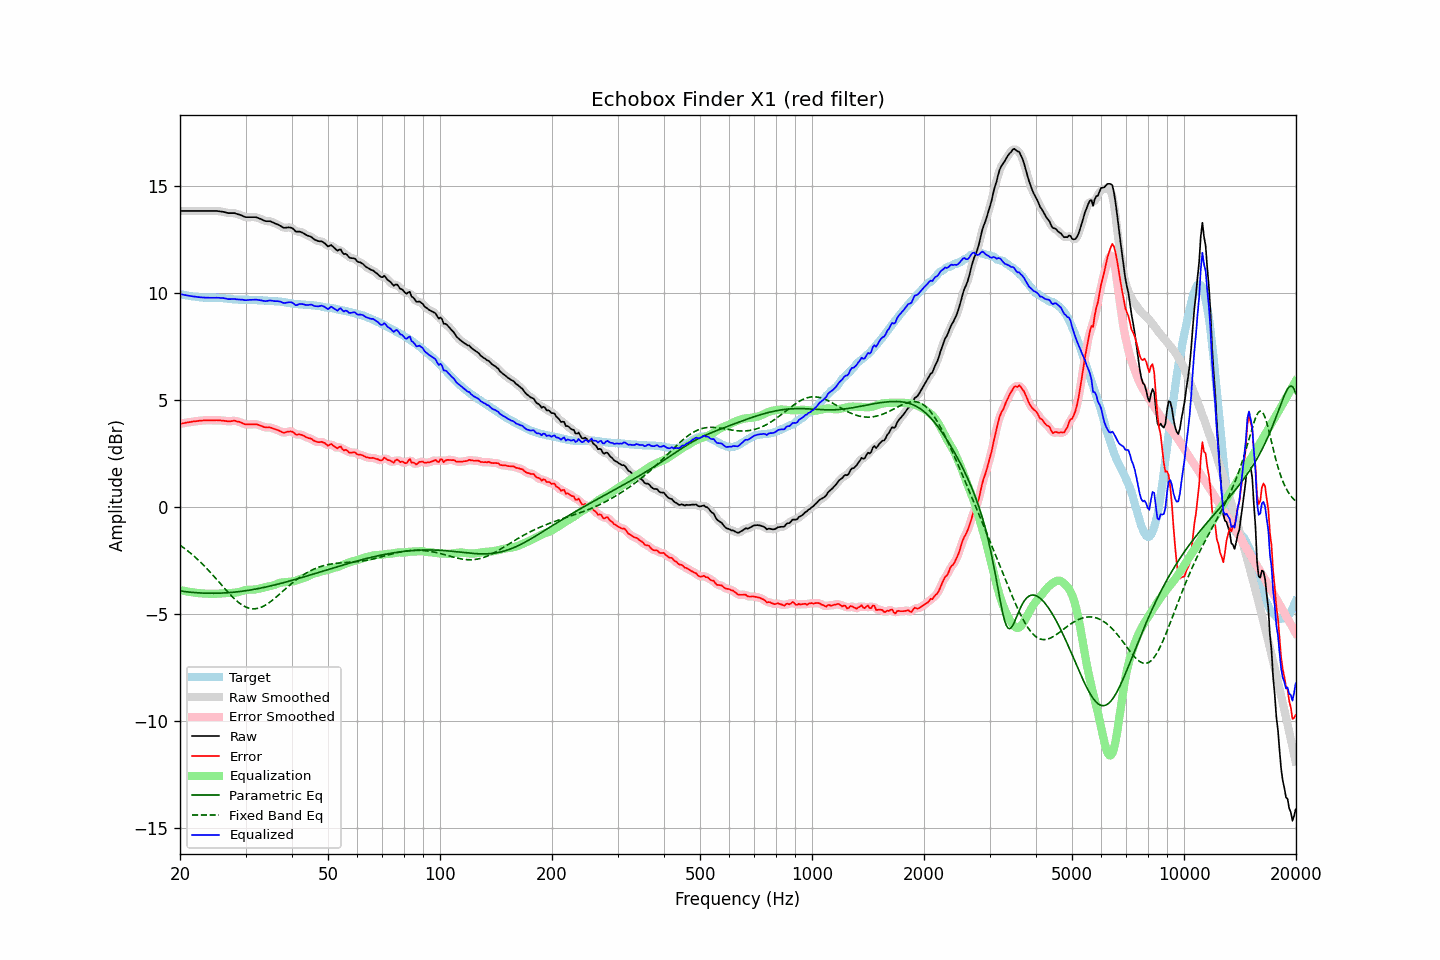 Echobox Finder X1 (red filter)
Amplitude (dBr)
15
10
5
0
−5
−10
−15
Target
Raw Smoothed
Error Smoothed
Raw
Error
Equalization
Parametric Eq
Fixed Band Eq
Equalized
20 50 100 200 500 1000 2000 5000 10000 20000
Frequency (Hz)